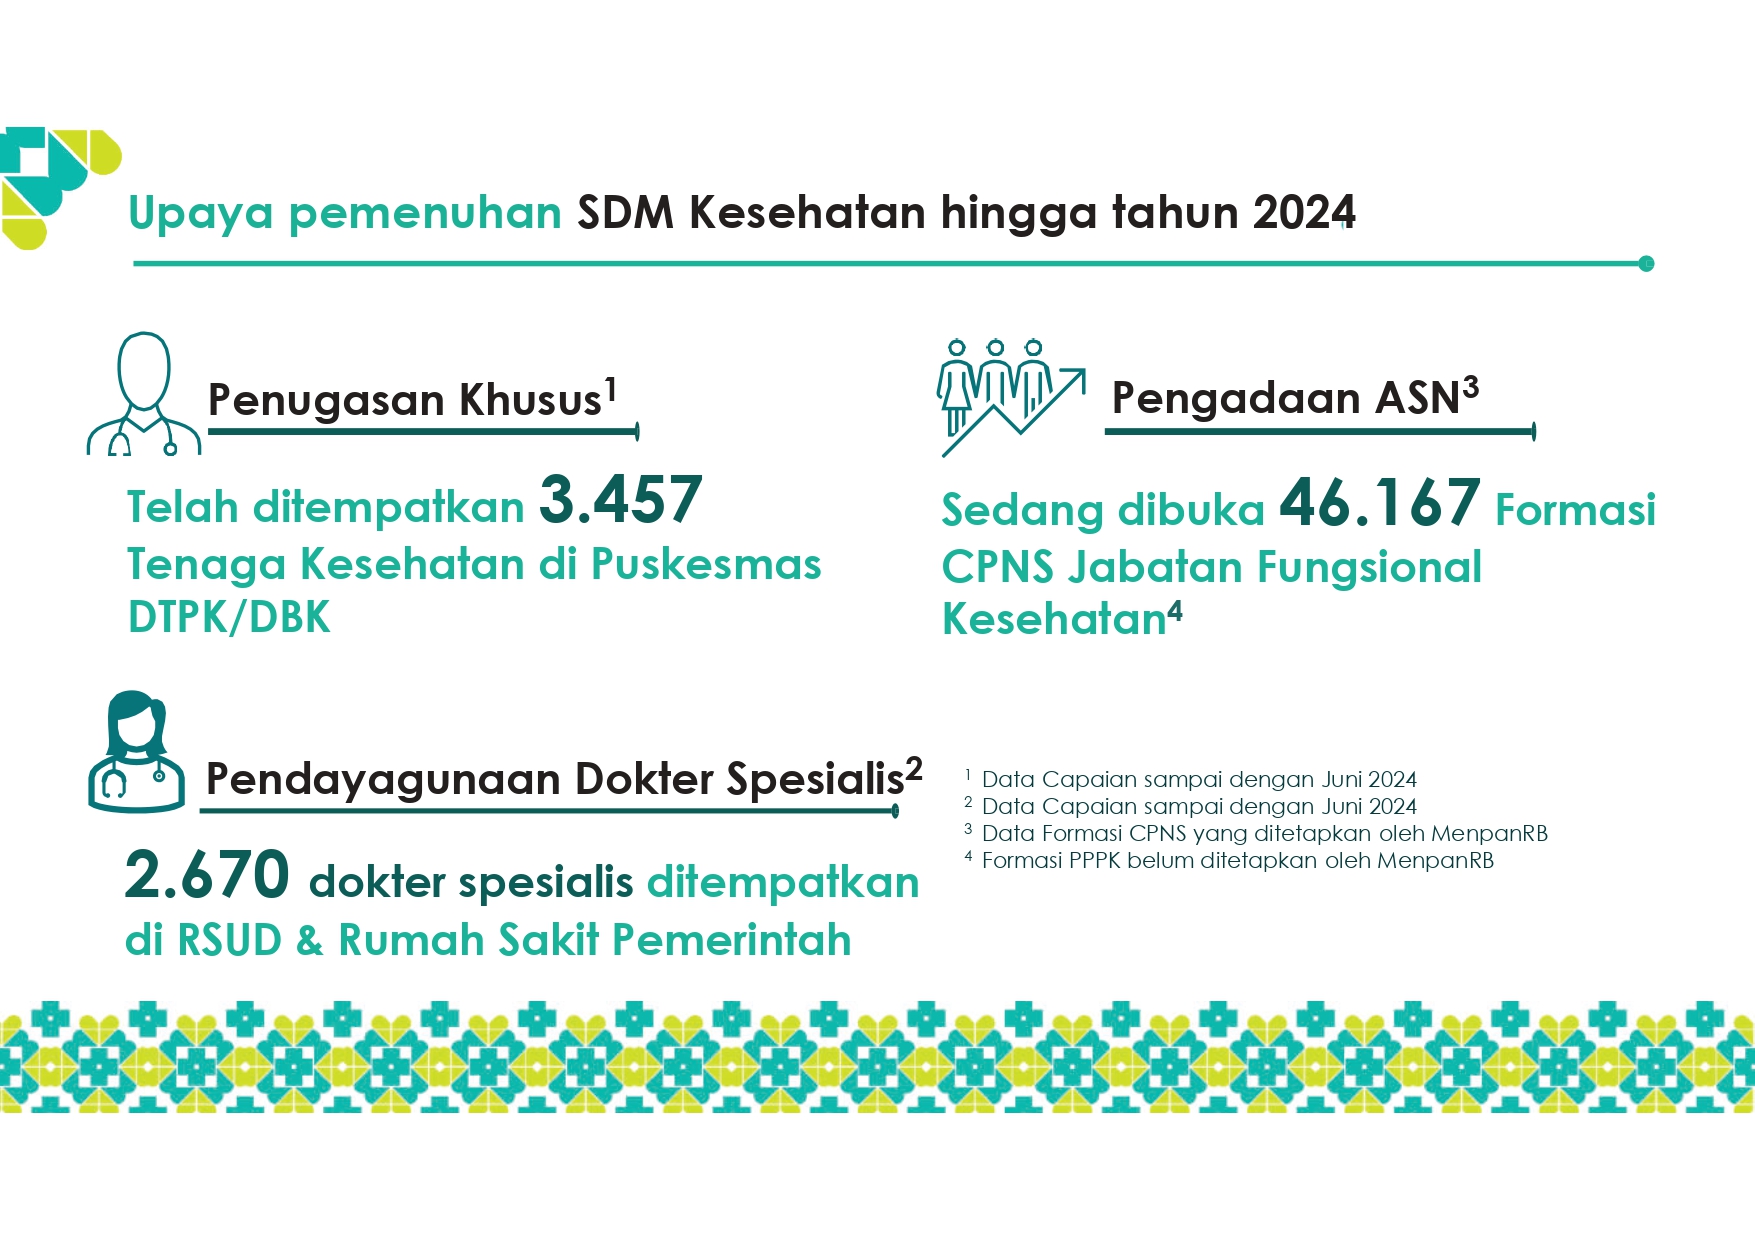 Upaya pemenuhan SDM Kesehatan hingga tahun 2024
Penugasan Khusus¹
Telah ditempatkan 3.457
Tenaga Kesehatan di Puskesmas
DTPK/DBK
Pengadaan ASN³
Sedang dibuka 46.167 Formasi
CPNS Jabatan Fungsional
Kesehatan⁴
Pendayagunaan Dokter Spesialis²
2.670 dokter spesialis ditempatkan
di RSUD & Rumah Sakit Pemerintah
¹ Data Capaian sampai dengan Juni 2024
² Data Capaian sampai dengan Juni 2024
³ Data Formasi CPNS yang ditetapkan oleh MenpanRB
⁴ Formasi PPPK belum ditetapkan oleh MenpanRB